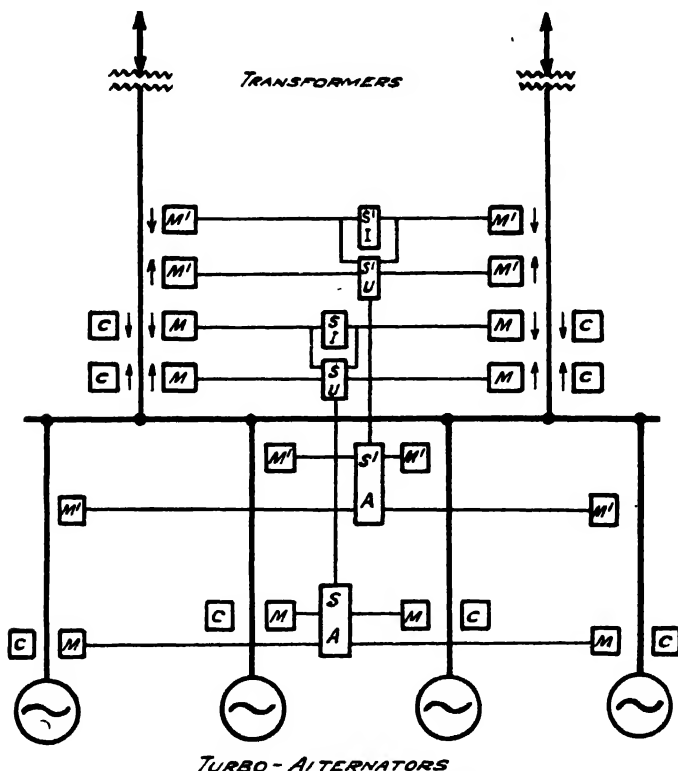 TRANSFORMERS
M' S' I M'
M' S' U M'
C M S I M C
C M S U M C
M' S' A M'
M' M'
C M S A M C
C M M C
TURBO-ALTERNATORS